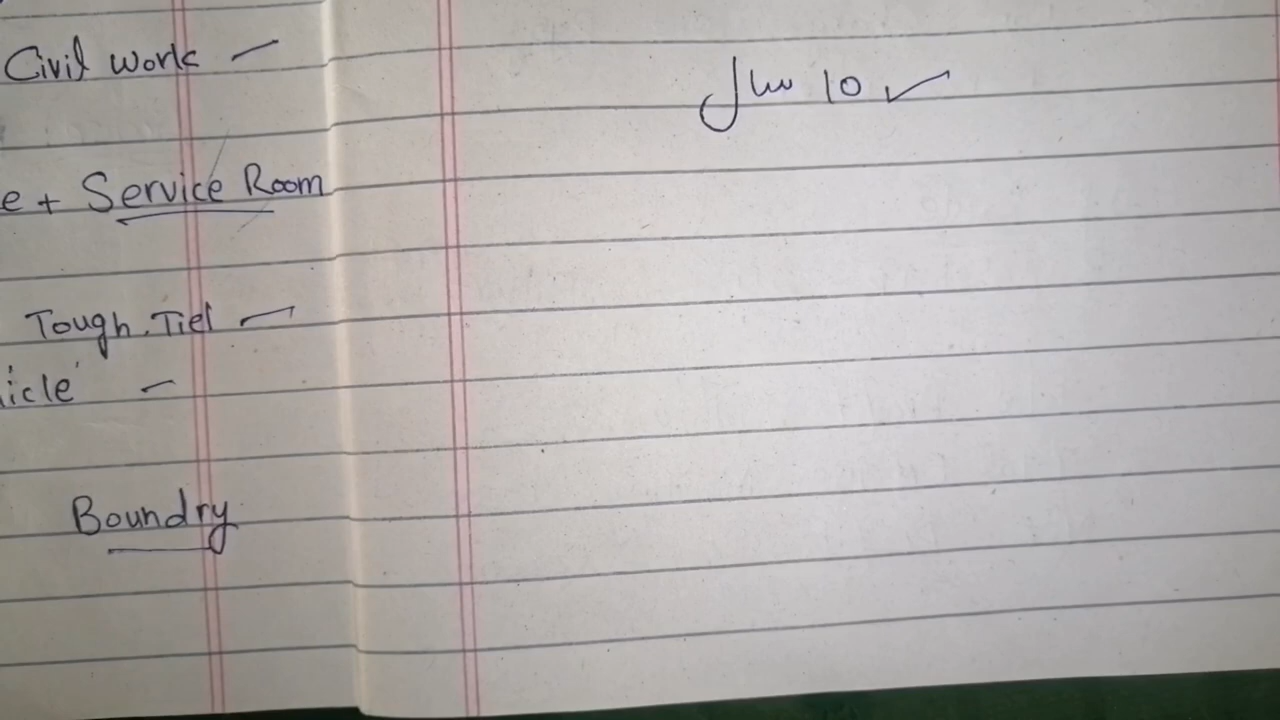 Civil work –
10 سال ✓
e + Service Room
Tough.Tiel –
icle –
Boundry